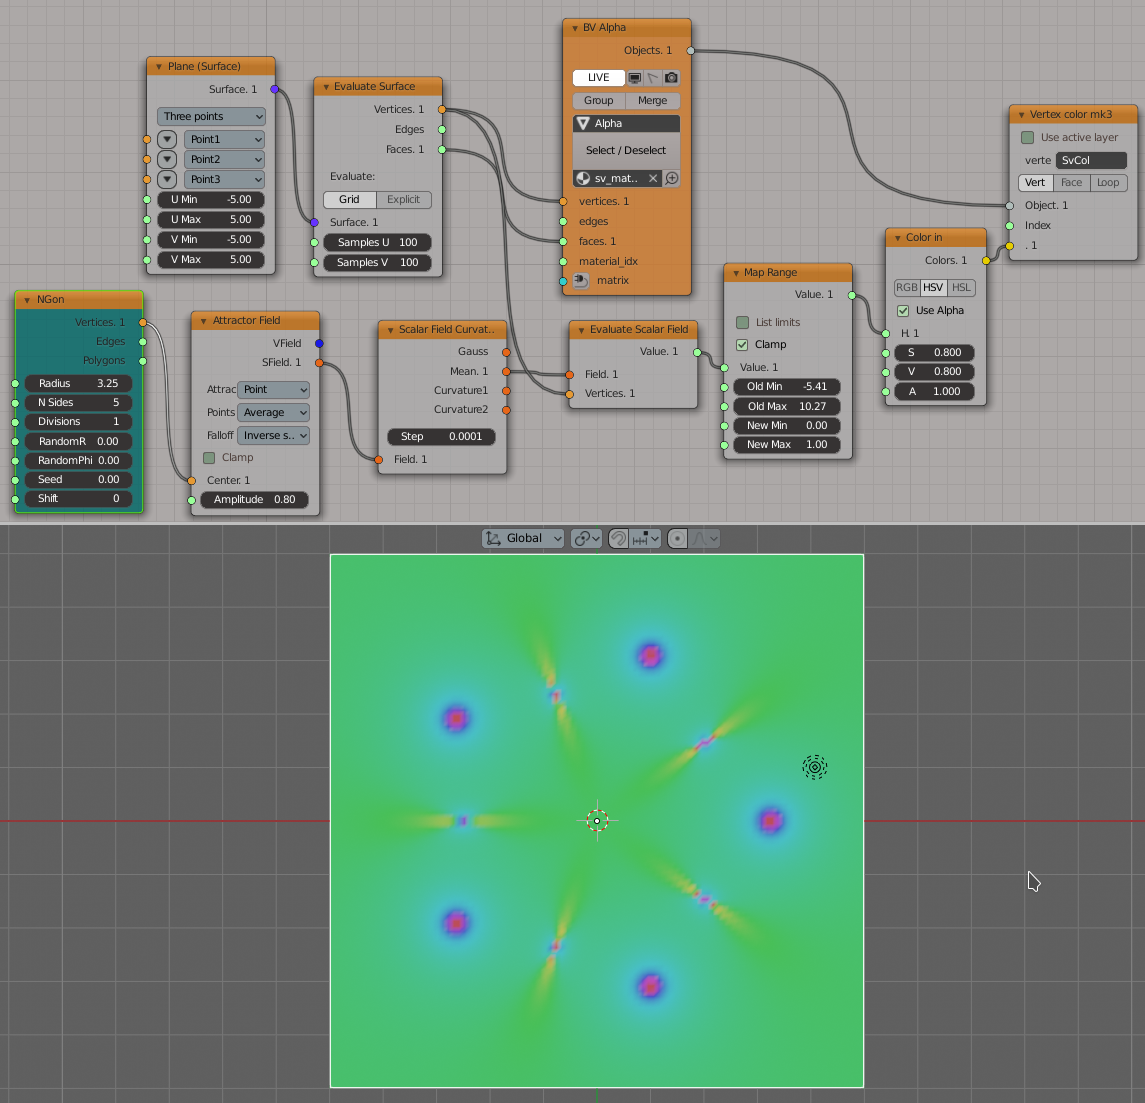 Plane (Surface)
Surface. 1
Three points
Point1
Point2
Point3
U Min -5.00
U Max 5.00
V Min -5.00
V Max 5.00
Evaluate Surface
Vertices. 1
Edges
Faces. 1
Evaluate:
Grid Explicit
Surface. 1
Samples U 100
Samples V 100
BV Alpha
Objects. 1
LIVE
Group Merge
Alpha
Select / Deselect
sv_mat..
vertices. 1
edges
faces. 1
material_idx
matrix
Vertex color mk3
Use active layer
verte SvCol
Vert Face Loop
Object. 1
Index
. 1
Color in
Colors. 1
RGB HSV HSL
Use Alpha
H. 1
S 0.800
V 0.800
A 1.000
Map Range
Value. 1
List limits
Clamp
Value. 1
Old Min -5.41
Old Max 10.27
New Min 0.00
New Max 1.00
NGon
Vertices. 1
Edges
Polygons
Radius 3.25
N Sides 5
Divisions 1
RandomR 0.00
RandomPhi 0.00
Seed 0.00
Shift 0
Attractor Field
VField
SField. 1
Attrac Point
Points Average
Falloff Inverse s..
Clamp
Center. 1
Amplitude 0.80
Scalar Field Curvat..
Gauss
Mean. 1
Curvature1
Curvature2
Step 0.0001
Field. 1
Evaluate Scalar Field
Value. 1
Field. 1
Vertices. 1
Global